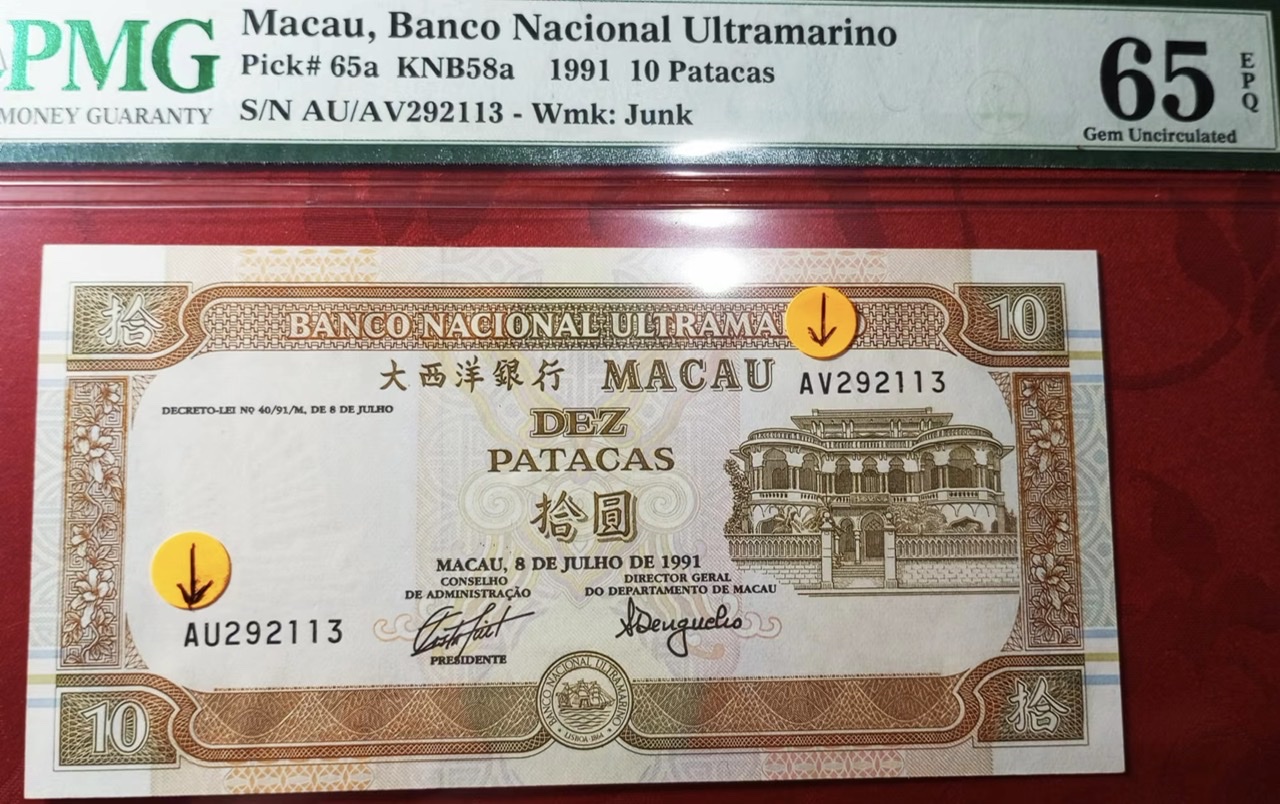 PMG
MONEY GUARANTY
Macau, Banco Nacional Ultramarino
Pick# 65a KNB58a 1991 10 Patacas
S/N AU/AV292113 - Wmk: Junk
65
EPQ
Gem Uncirculated
拾
BANCO NACIONAL ULTRAMA
10
大西洋銀行 MACAU
AV292113
DECRETO-LEI Nº 40/91/M, DE 8 DE JULHO
DEZ
PATACAS
拾圓
MACAU, 8 DE JULHO DE 1991
CONSELHO
DE ADMINISTRAÇÃO
DIRECTOR GERAL
DO DEPARTAMENTO DE MACAU
AU292113
PRESIDENTE
10
BANCO NACIONAL ULTRAMARINO
LISBOA 1864
拾